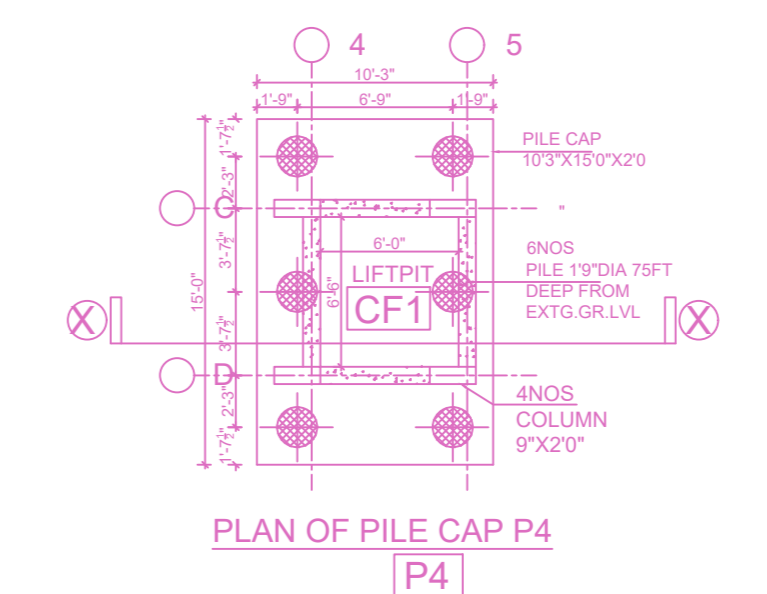 4
5
10'-3"
1'-9"
6'-9"
1'-9"
PILE CAP
10'3"X15'0"X2'0
"
1'-7½"
2'-3"
C
3'-7½"
15'-0"
6'-0"
6'-6"
LIFTPIT
CF1
6NOS
PILE 1'9"DIA 75FT
DEEP FROM
EXTG.GR.LVL
X
X
3'-7½"
D
2'-3"
1'-7½"
4NOS
COLUMN
9"X2'0"
PLAN OF PILE CAP P4
P4